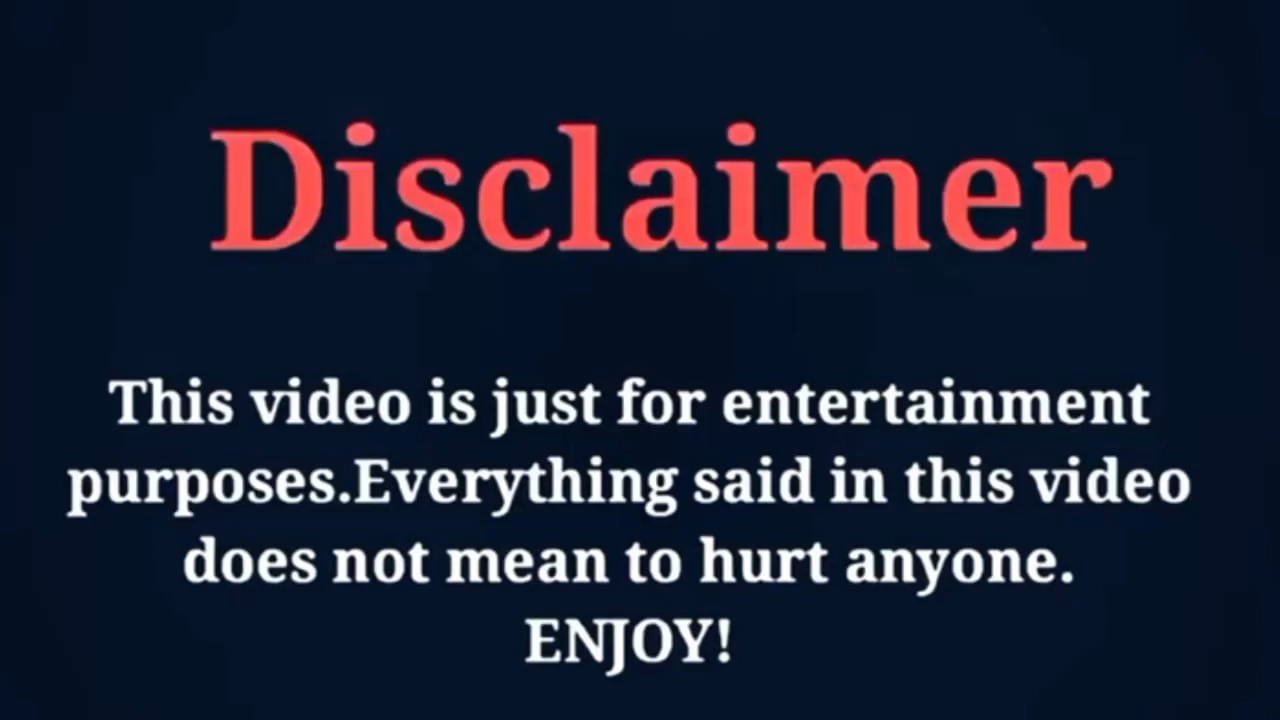 Disclaimer
This video is just for entertainment
purposes.Everything said in this video
does not mean to hurt anyone.
ENJOY!